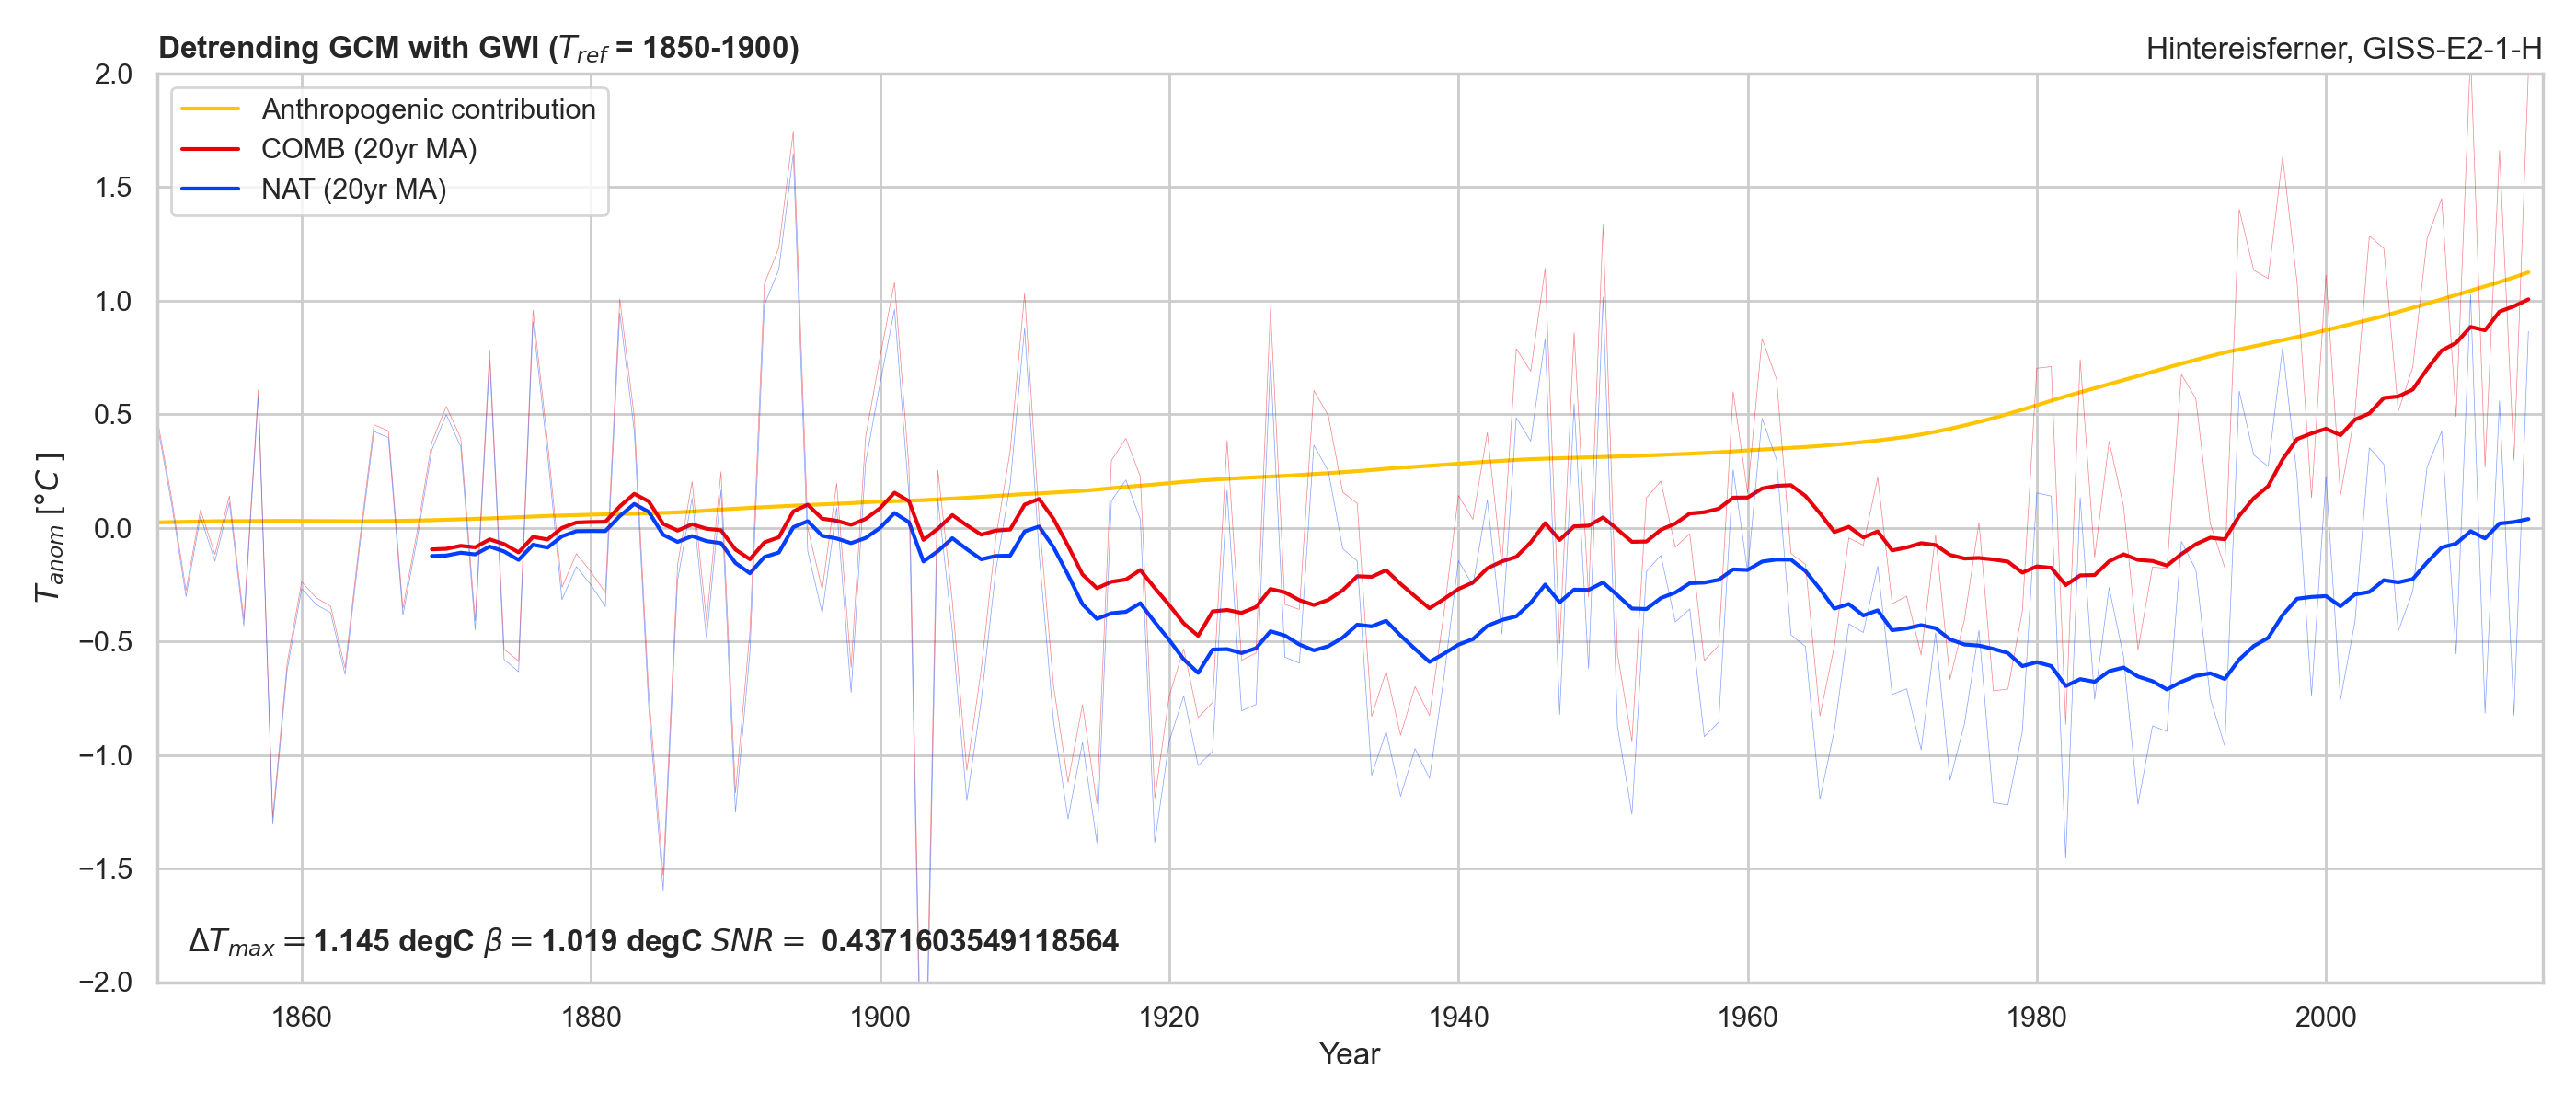 Detrending GCM with GWI (T_ref = 1850-1900)
Hintereisferner, GISS-E2-1-H
Anthropogenic contribution
COMB (20yr MA)
NAT (20yr MA)
2.0
1.5
1.0
0.5
0.0
−0.5
−1.0
−1.5
−2.0
T_anom [°C ]
ΔT_max = 1.145 degC β = 1.019 degC SNR = 0.4371603549118564
1860 1880 1900 1920 1940 1960 1980 2000
Year